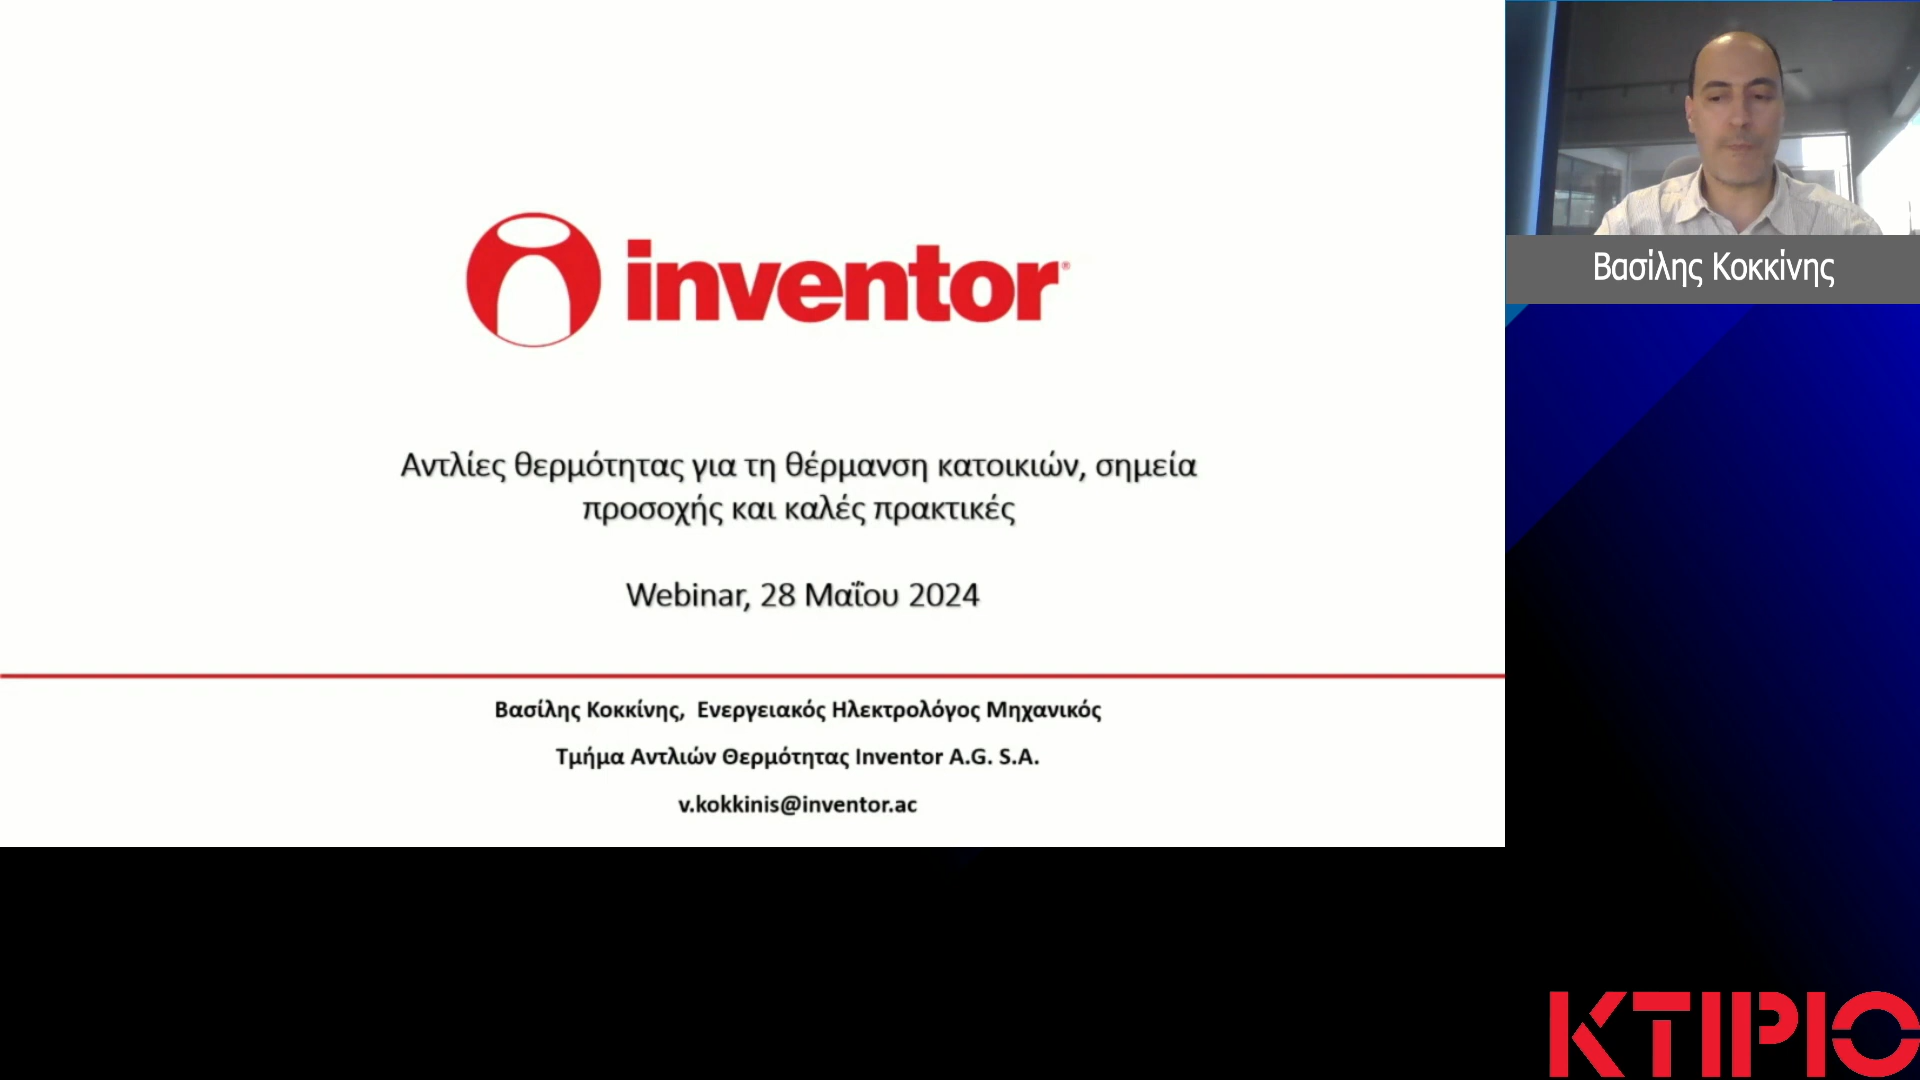 inventor®
Αντλίες θερμότητας για τη θέρμανση κατοικιών, σημεία
προσοχής και καλές πρακτικές
Webinar, 28 Μαΐου 2024
Βασίλης Κοκκίνης, Ενεργειακός Ηλεκτρολόγος Μηχανικός
Τμήμα Αντλιών Θερμότητας Inventor A.G. S.A.
v.kokkinis@inventor.ac
Βασίλης Κοκκίνης
ΚΤΙΡΙΟ